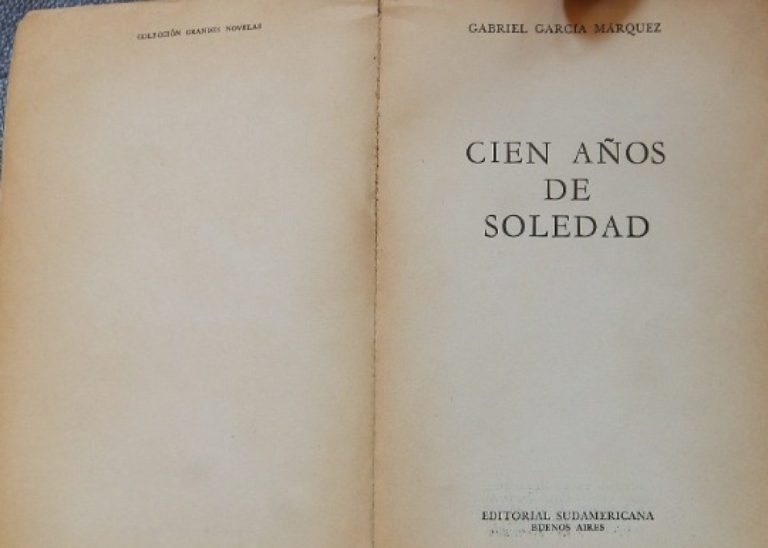 COLECCIÓN GRANDES NOVELAS
GABRIEL GARCÍA MÁRQUEZ
CIEN AÑOS
DE
SOLEDAD
EDITORIAL SUDAMERICANA
BUENOS AIRES